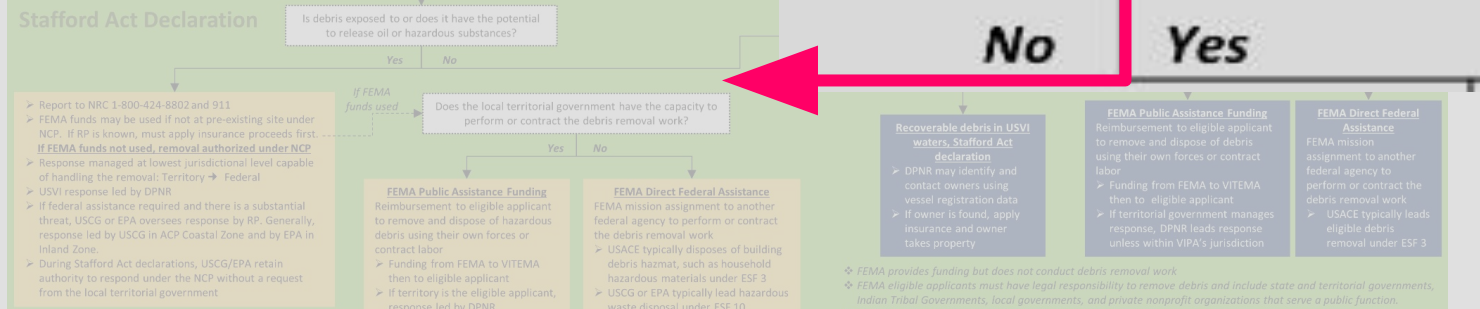 Stafford Act Declaration
Is debris exposed to or does it have the potential
to release oil or hazardous substances?
Yes No
No Yes
➢ Report to NRC 1-800-424-8802 and 911
➢ FEMA funds may be used if not at pre-existing site under
NCP. If RP is known, must apply insurance proceeds first.
If FEMA funds not used, removal authorized under NCP
➢ Response managed at lowest jurisdictional level capable
of handling the removal: Territory → Federal
➢ USVI response led by DPNR
➢ If federal assistance required and there is a substantial
threat, USCG or EPA oversees response by RP. Generally,
response led by USCG in ACP Coastal Zone and by EPA in
Inland Zone.
➢ During Stafford Act declarations, USCG/EPA retain
authority to respond under the NCP without a request
from the local territorial government
If FEMA
funds used
Does the local territorial government have the capacity to
perform or contract the debris removal work?
Yes No
FEMA Public Assistance Funding
Reimbursement to eligible applicant
to remove and dispose of hazardous
debris using their own forces or
contract labor
➢ Funding from FEMA to VITEMA
then to eligible applicant
➢ If territory is the eligible applicant,
response led by DPNR
FEMA Direct Federal Assistance
FEMA mission assignment to another
federal agency to perform or contract
the debris removal work
➢ USACE typically disposes of building
debris hazmat, such as household
hazardous materials under ESF 3
➢ USCG or EPA typically lead hazardous
waste disposal under ESF 10
Recoverable debris in USVI
waters, Stafford Act
declaration
➢ DPNR may identify and
contact owners using
vessel registration data
➢ If owner is found, apply
insurance and owner
takes property
FEMA Public Assistance Funding
Reimbursement to eligible applicant
to remove and dispose of debris
using their own forces or contract
labor
➢ Funding from FEMA to VITEMA
then to eligible applicant
➢ If territorial government manages
response, DPNR leads response
unless within VIPA's jurisdiction
FEMA Direct Federal
Assistance
FEMA mission
assignment to another
federal agency to
perform or contract the
debris removal work
➢ USACE typically leads
eligible debris
removal under ESF 3
❖ FEMA provides funding but does not conduct debris removal work
❖ FEMA eligible applicants must have legal responsibility to remove debris and include state and territorial governments,
Indian Tribal Governments, local governments, and private nonprofit organizations that serve a public function.